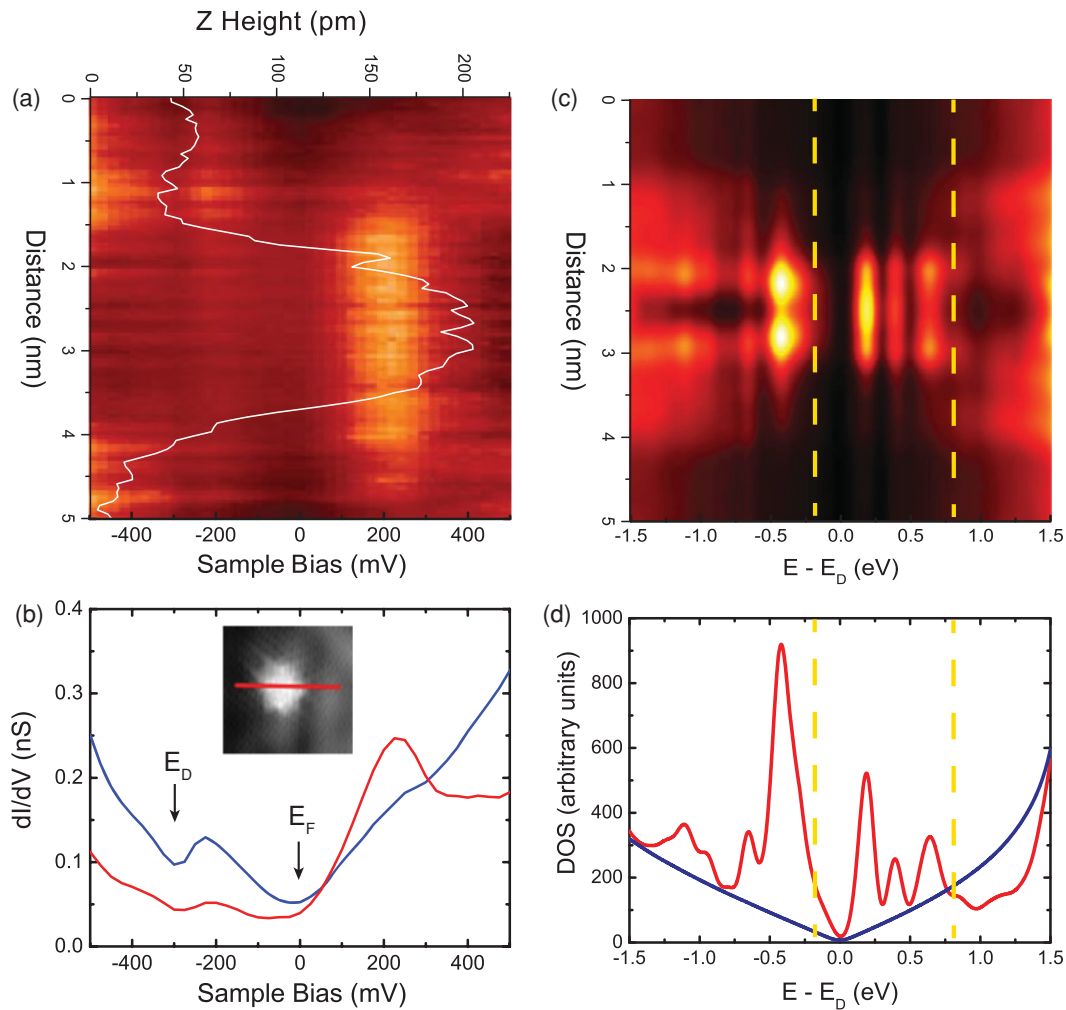 Z Height (pm)
0 50 100 150 200
(a)
0
1
2
3
4
5
Distance (nm)
-400 -200 0 200 400
Sample Bias (mV)
(c)
0
1
2
3
4
5
Distance (nm)
-1.5 -1.0 -0.5 0.0 0.5 1.0 1.5
E - E_D (eV)
(b)
0.4
0.3
0.2
0.1
0.0
dI/dV (nS)
E_D
E_F
-400 -200 0 200 400
Sample Bias (mV)
(d)
1000
800
600
400
200
0
DOS (arbitrary units)
-1.5 -1.0 -0.5 0.0 0.5 1.0 1.5
E - E_D (eV)